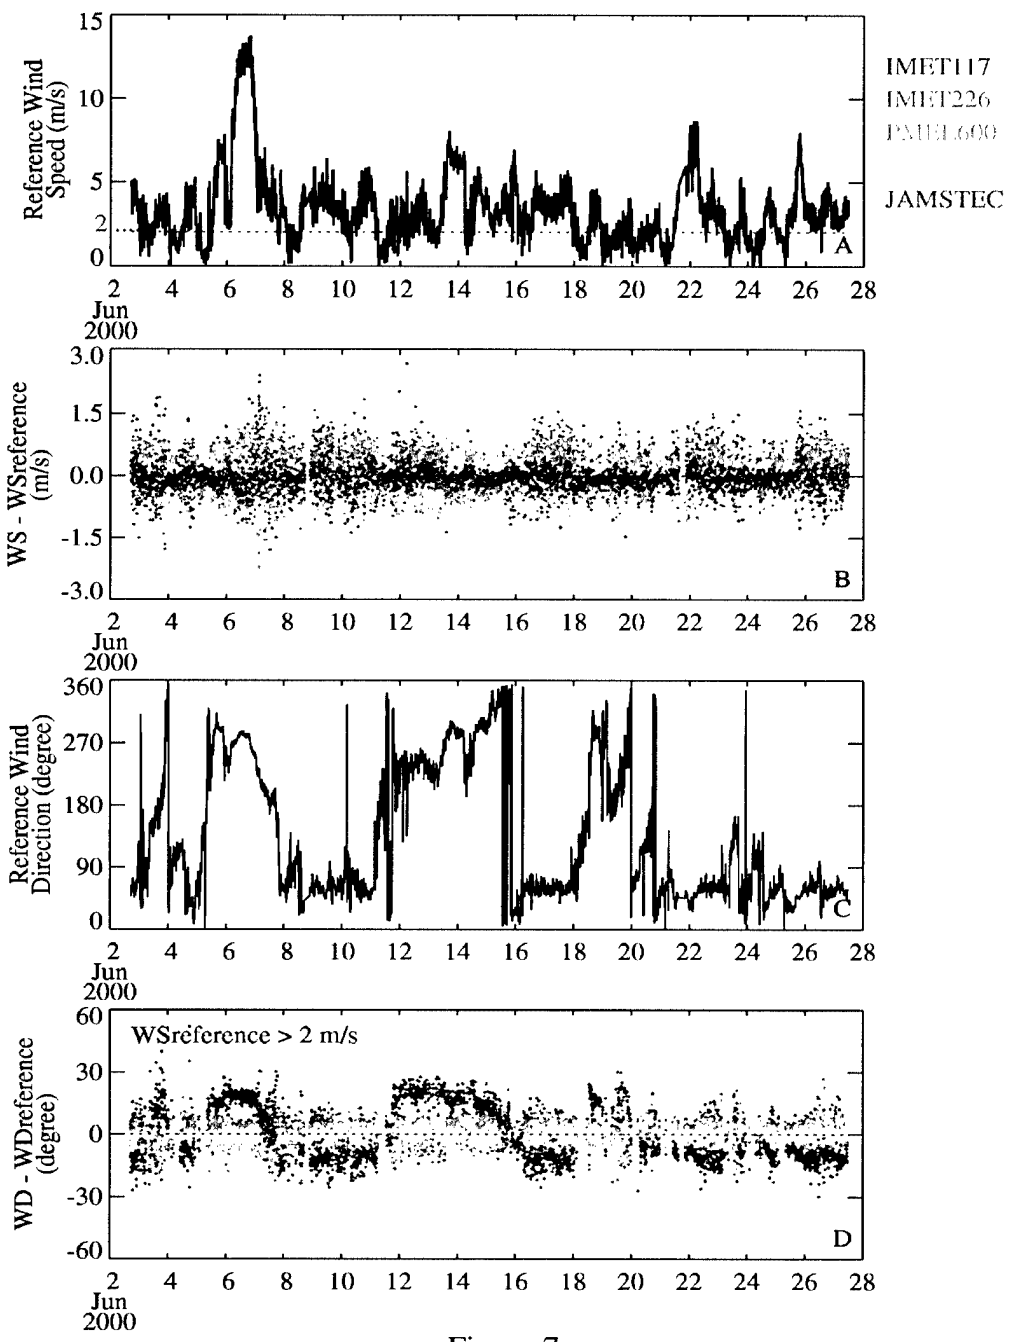 15
10
5
2
0
Reference Wind
Speed (m/s)
A
IMET117
IMET226
PMEL600
JAMSTEC
2 4 6 8 10 12 14 16 18 20 22 24 26 28
Jun
2000
3.0
1.5
0.0
-1.5
-3.0
WS - WSreference
(m/s)
B
2 4 6 8 10 12 14 16 18 20 22 24 26 28
Jun
2000
360
270
180
90
0
Reference Wind
Direction (degree)
C
2 4 6 8 10 12 14 16 18 20 22 24 26 28
Jun
2000
60
30
0
-30
-60
WD - WDreference
(degree)
WSreference > 2 m/s
D
2 4 6 8 10 12 14 16 18 20 22 24 26 28
Jun
2000